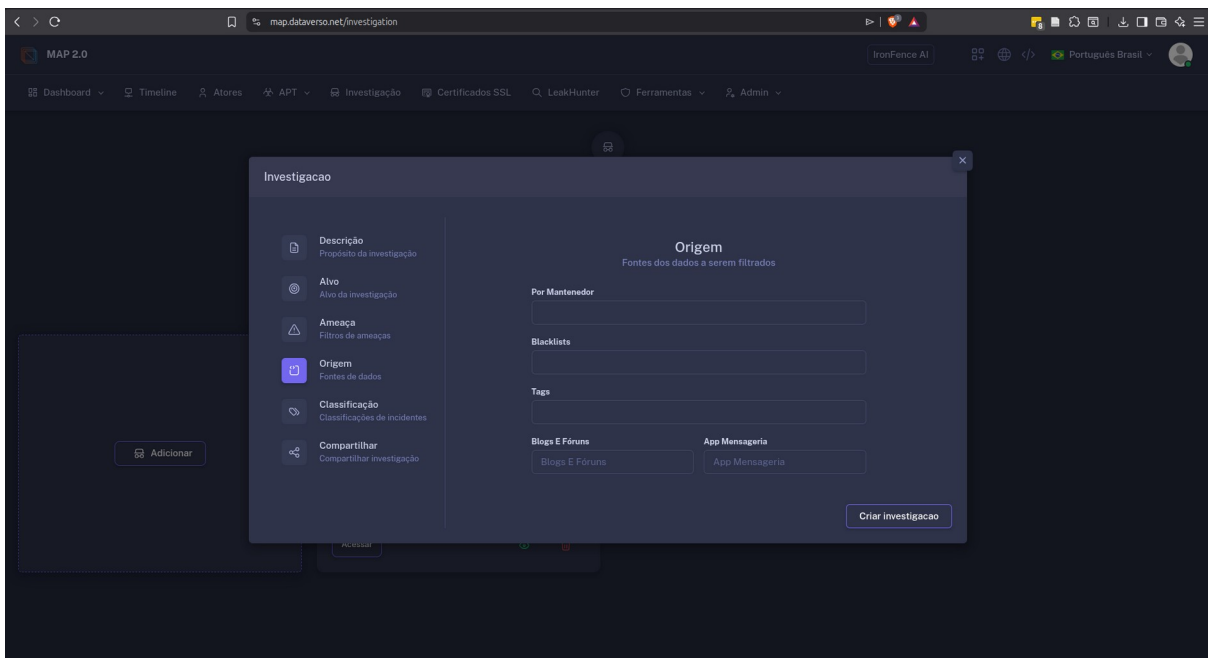 map.dataverso.net/investigation
MAP 2.0
IronFence AI
Português Brasil
Dashboard
Timeline
Atores
APT
Investigação
Certificados SSL
LeakHunter
Ferramentas
Admin
Investigacao
Descrição
Propósito da investigação
Alvo
Alvo da investigação
Ameaça
Filtros de ameaças
Origem
Fontes de dados
Classificação
Classificações de incidentes
Compartilhar
Compartilhar investigação
Origem
Fontes dos dados a serem filtrados
Por Mantenedor
Blacklists
Tags
Blogs E Fóruns
App Mensageria
Blogs E Fóruns
App Mensageria
Criar investigacao
Adicionar
Acessar